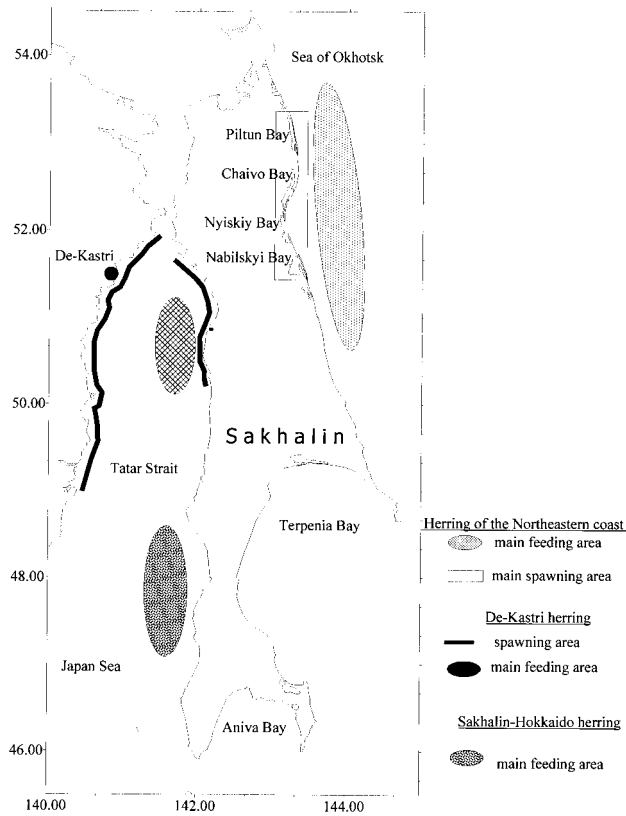 54.00
Sea of Okhotsk
Piltun Bay
Chaivo Bay
52.00
Nyiskiy Bay
De-Kastri
Nabilskyi Bay
50.00
Sakhalin
Tatar Strait
Terpenia Bay
Herring of the Northeastern coast
main feeding area
48.00
main spawning area
De-Kastri herring
spawning area
Japan Sea
main feeding area
Aniva Bay
Sakhalin-Hokkaido herring
46.00
main feeding area
140.00 142.00 144.00